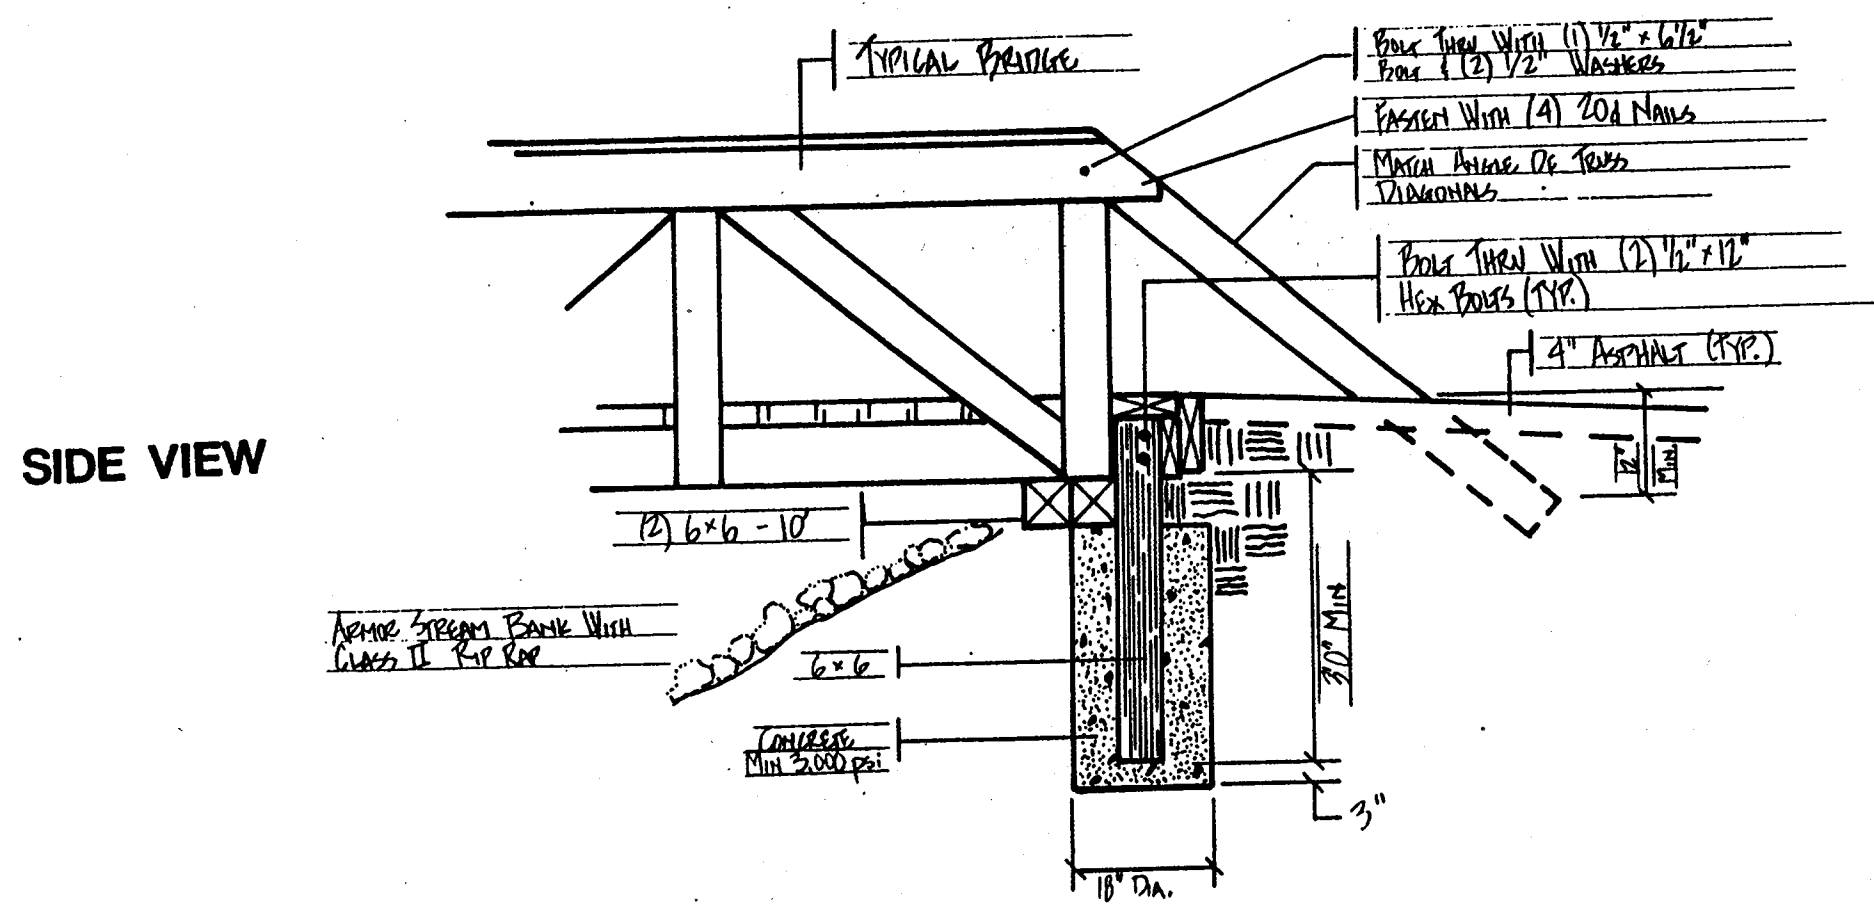 TYPICAL BRIDGE
BOLT THRU WITH (1) 1/2" x 6 1/2"
BOLT & (2) 1/2" WASHERS
FASTEN WITH (4) 20d NAILS
MATCH ANGLE OF TRUSS
DIAGONALS
BOLT THRU WITH (2) 1/2" x 12"
HEX BOLTS (TYP.)
4" ASPHALT (TYP.)
SIDE VIEW
12"
MIN
(2) 6x6 - 10'
ARMOR STREAM BANK WITH
CLASS II RIP RAP
6x6
30" MIN
CONCRETE
MIN 3,000 psi
3"
18" DIA.